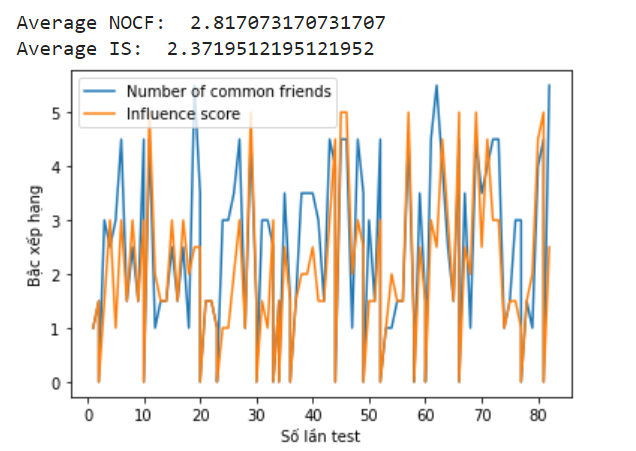 Average NOCF:  2.817073170731707
Average IS:  2.3719512195121952
Number of common friends
Influence score
5
4
3
2
1
0
Bậc xếp hạng
0 10 20 30 40 50 60 70 80
Số lần test